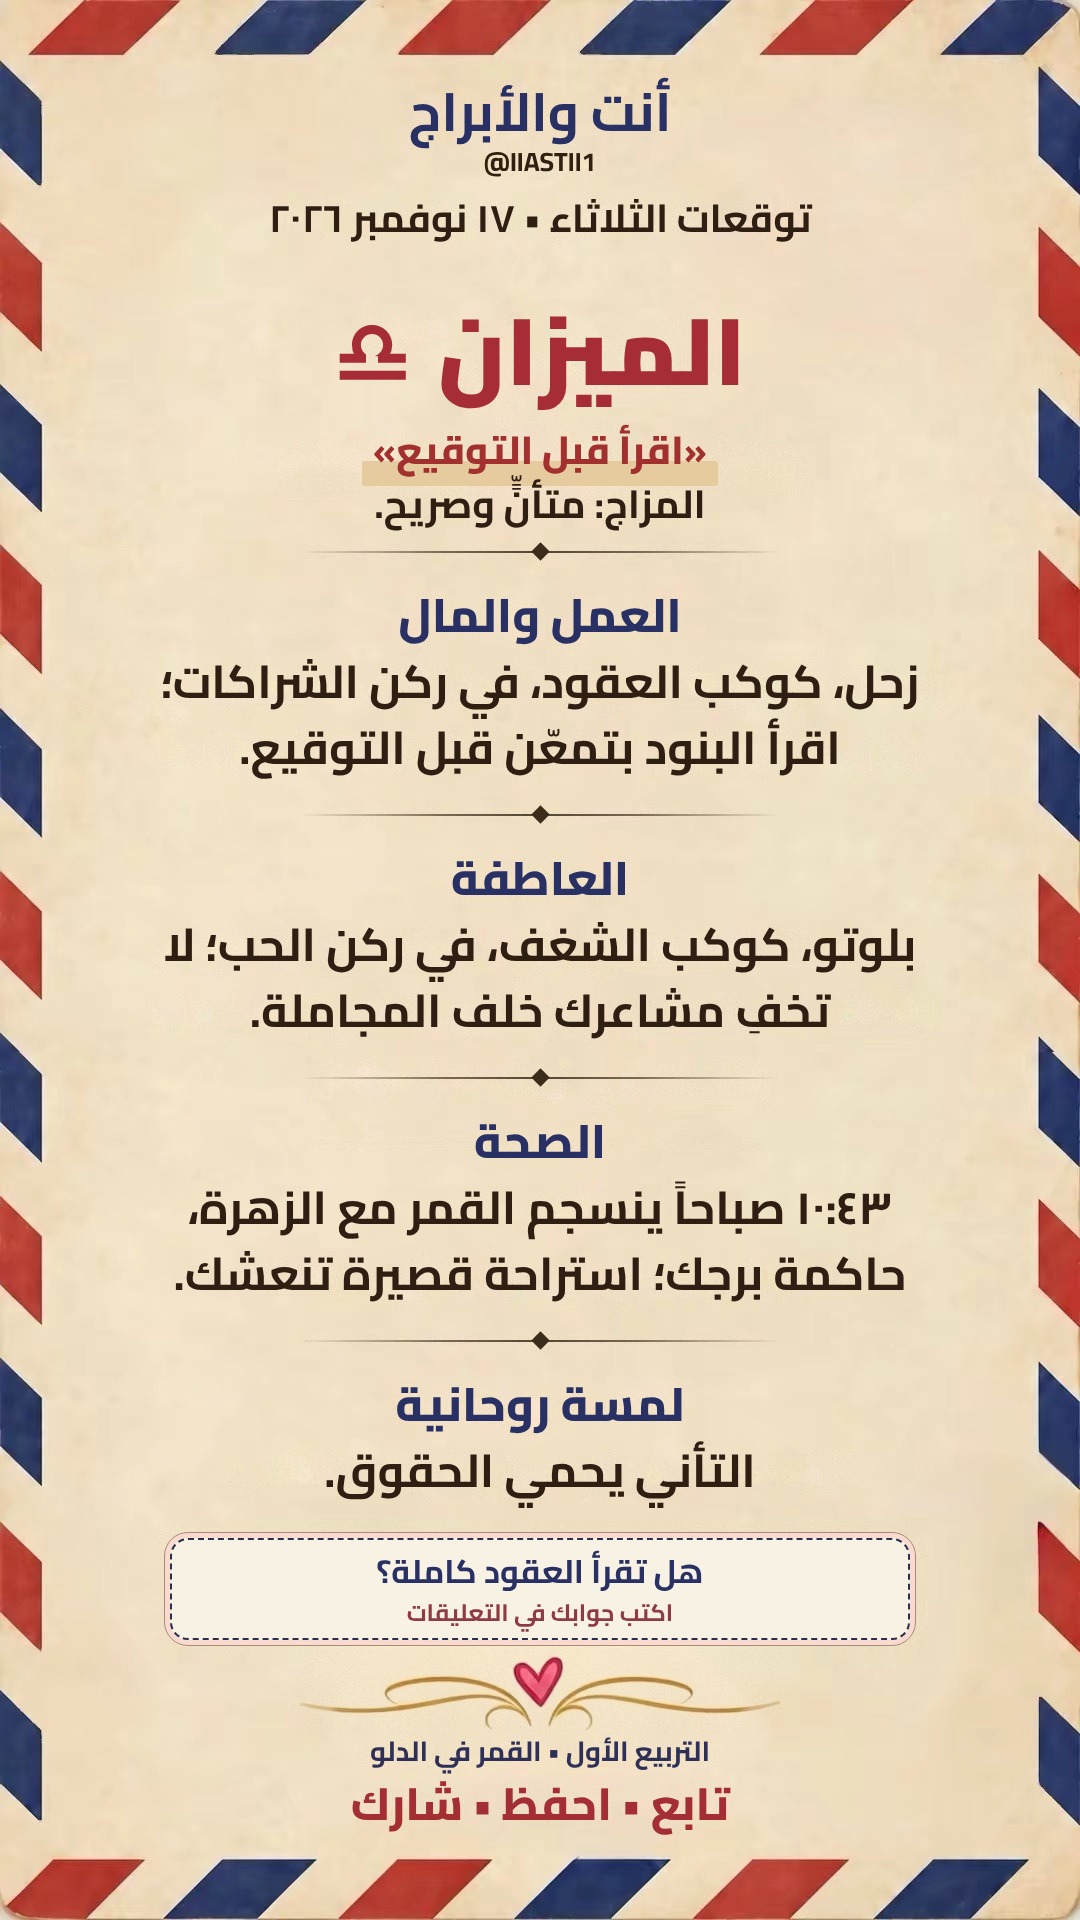 أنت والأبراج
@IIASTII1
توقعات الثلاثاء ▪ ١٧ نوفمبر ٢٠٢٦
الميزان ♎
«اقرأ قبل التوقيع»
المزاج: متأنٍّ وصريح.
العمل والمال
زحل، كوكب العقود، في ركن الشراكات؛
اقرأ البنود بتمعّن قبل التوقيع.
العاطفة
بلوتو، كوكب الشغف، في ركن الحب؛ لا
تخفِ مشاعرك خلف المجاملة.
الصحة
١٠:٤٣ صباحاً ينسجم القمر مع الزهرة،
حاكمة برجك؛ استراحة قصيرة تنعشك.
لمسة روحانية
التأني يحمي الحقوق.
هل تقرأ العقود كاملة؟
اكتب جوابك في التعليقات
التربيع الأول ▪ القمر في الدلو
تابع ▪ احفظ ▪ شارك